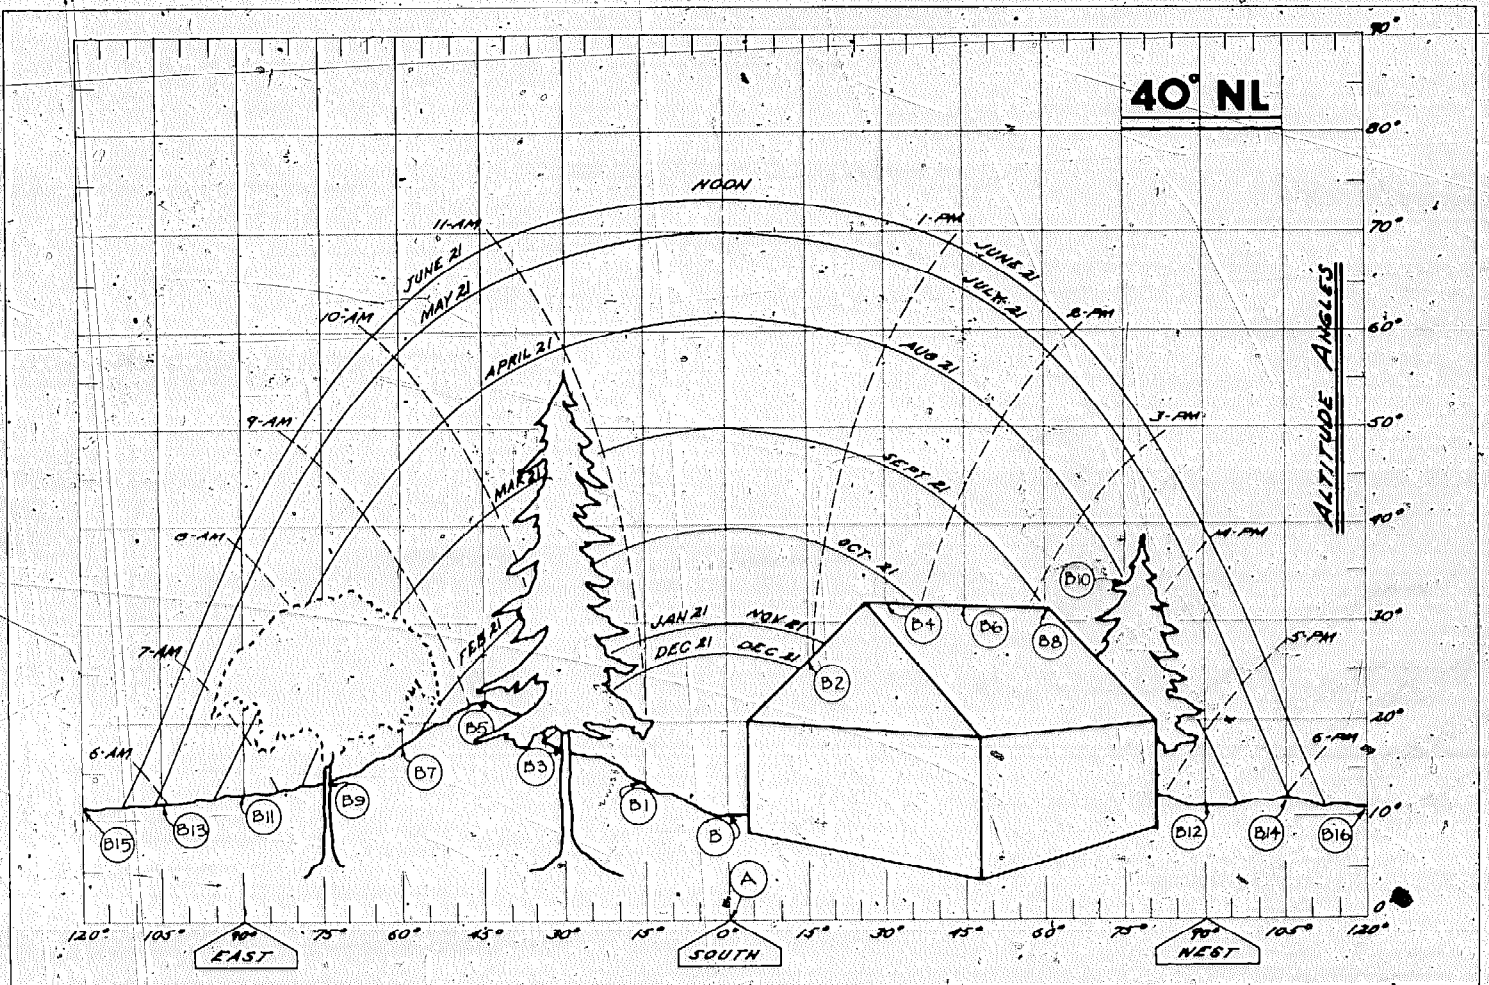 90°
40° NL
80°
NOON
11-AM
1-PM
70°
JUNE 21
JUNE 21
MAY 21
JULY 21
10-AM
2-PM
60°
APRIL 21
AUG 21
ALTITUDE ANGLES
9-AM
3-PM
50°
MAR 21
SEPT 21
8-AM
OCT. 21
4-PM
40°
B10
JAN 21
NOV 21
B4
B6
B8
30°
7-AM
FEB 21
DEC 21
DEC 21
5-PM
B2
B5
20°
6-AM
6-PM
B7
B3
B9
B1
B15
B13
B11
B
B12
B14
B16
10°
A
0
120°
105°
90°
75°
60°
45°
30°
15°
0°
15°
30°
45°
60°
75°
90°
105°
120°
EAST
SOUTH
WEST